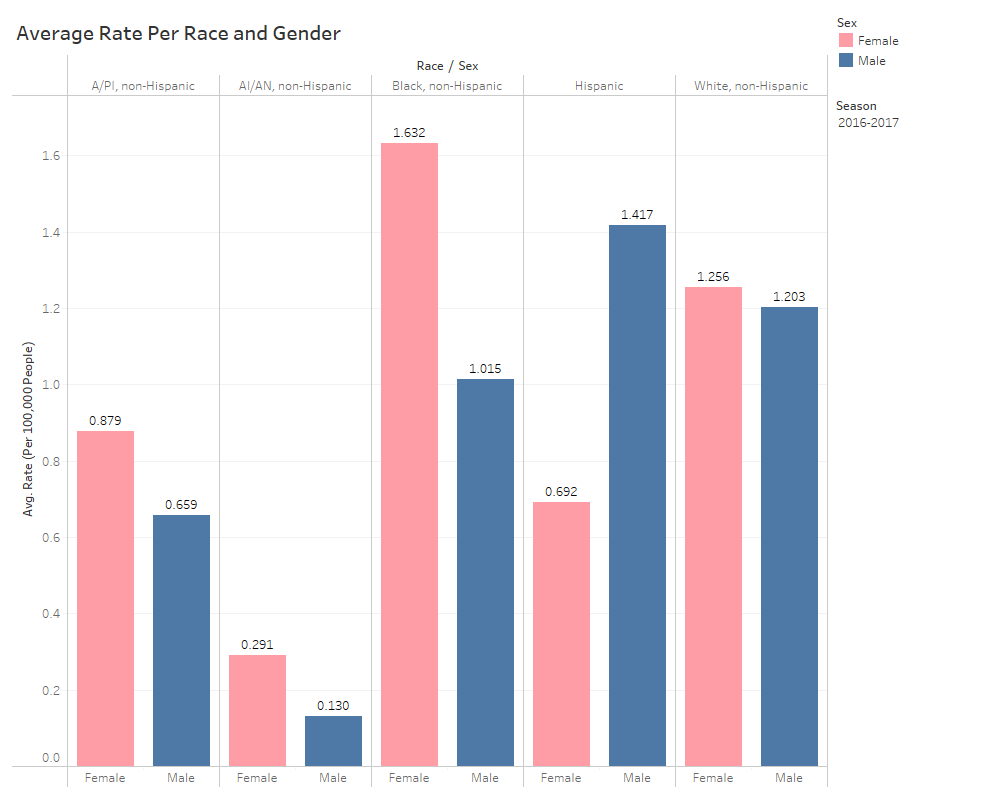 Average Rate Per Race and Gender
Race / Sex
A/PI, non-Hispanic AI/AN, non-Hispanic Black, non-Hispanic Hispanic White, non-Hispanic
Avg. Rate (Per 100,000 People)
1.6
1.4
1.2
1.0
0.8
0.6
0.4
0.2
0.0
0.879
0.659
0.291
0.130
1.632
1.015
0.692
1.417
1.256
1.203
Female Male Female Male Female Male Female Male Female Male
Sex
Female
Male
Season
2016-2017